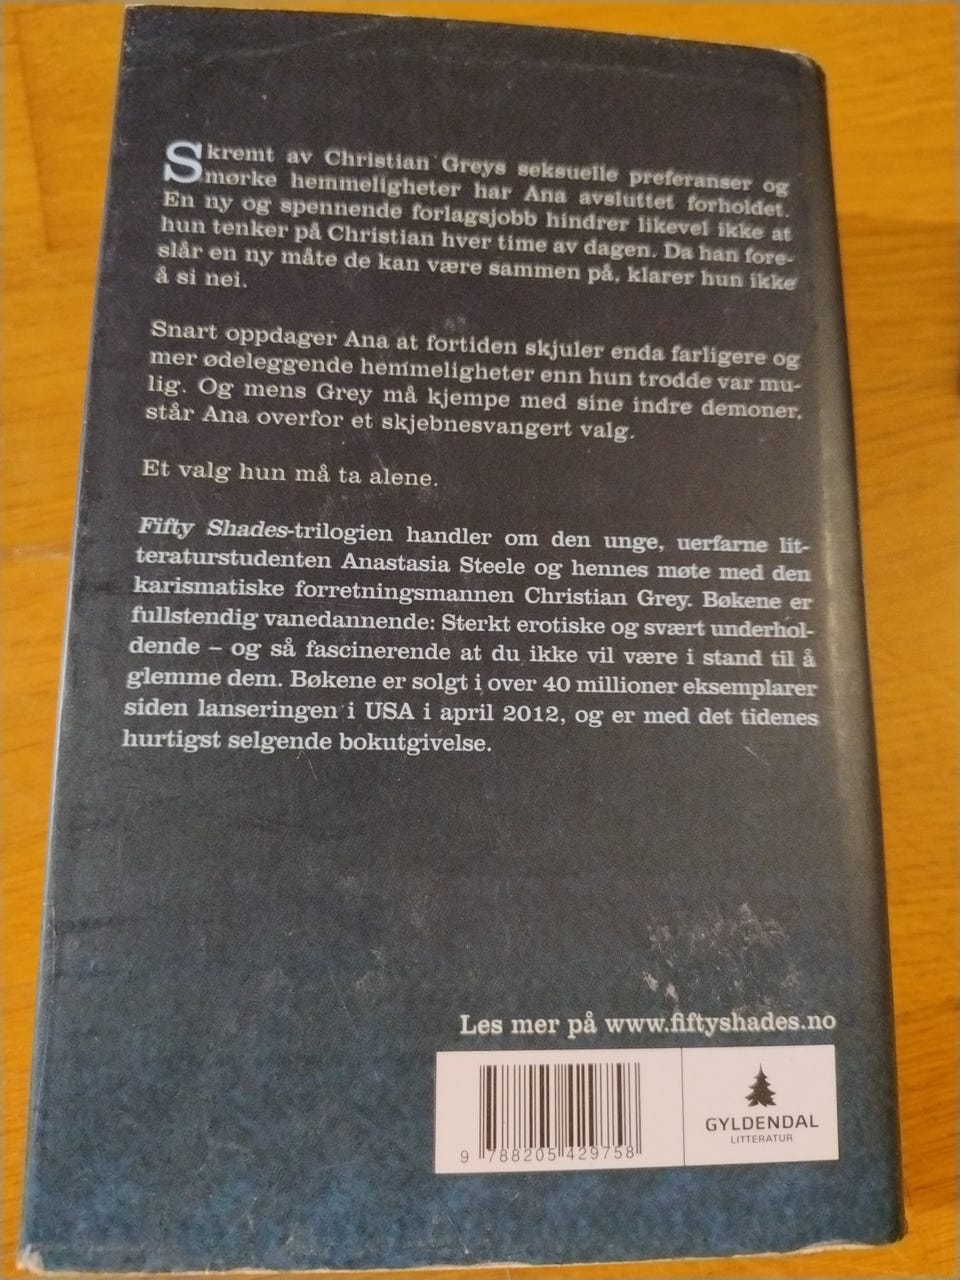 Skremt av Christian Greys seksuelle preferanser og
mørke hemmeligheter har Ana avsluttet forholdet.
En ny og spennende forlagsjobb hindrer likevel ikke at
hun tenker på Christian hver time av dagen. Da han fore-
slår en ny måte de kan være sammen på, klarer hun ikke
å si nei.
Snart oppdager Ana at fortiden skjuler enda farligere og
mer ødeleggende hemmeligheter enn hun trodde var mu-
lig. Og mens Grey må kjempe med sine indre demoner,
står Ana overfor et skjebnesvangert valg.
Et valg hun må ta alene.
Fifty Shades-trilogien handler om den unge, uerfarne lit-
teraturstudenten Anastasia Steele og hennes møte med den
karismatiske forretningsmannen Christian Grey. Bøkene er
fullstendig vanedannende: Sterkt erotiske og svært underhol-
dende – og så fascinerende at du ikke vil være i stand til å
glemme dem. Bøkene er solgt i over 40 millioner eksemplarer
siden lanseringen i USA i april 2012, og er med det tidenes
hurtigst selgende bokutgivelse.
Les mer på www.fiftyshades.no
GYLDENDAL
LITTERATUR
9 788205 429758